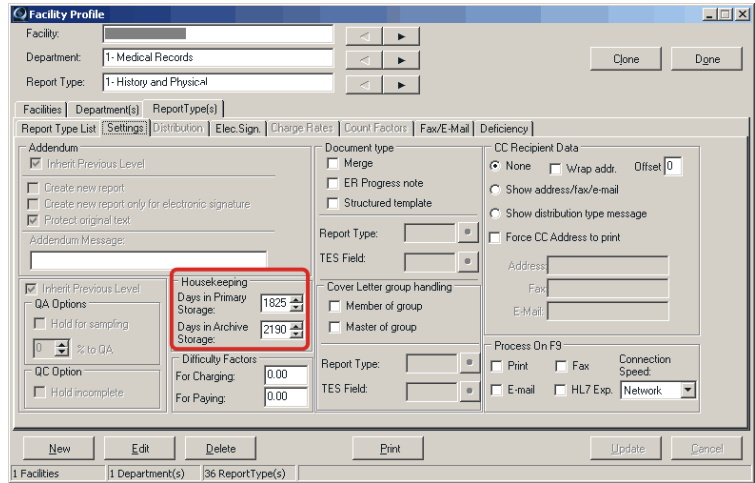 Facility Profile
Facility:
Department: 1- Medical Records
Clone Done
Report Type: 1- History and Physical
Facilities Department(s) ReportType(s)
Report Type List Settings Distribution Elec.Sign. Charge Rates Count Factors Fax/E-Mail Deficiency
Addendum
Inherit Previous Level
Create new report
Create new report only for electronic signature
Protect original text
Addendum Message:
Inherit Previous Level
QA Options
Hold for sampling
0 % to QA
QC Option
Hold incomplete
Housekeeping
Days in Primary
Storage: 1825
Days in Archive
Storage: 2190
Difficulty Factors
For Charging: 0.00
For Paying: 0.00
Document type
Merge
ER Progress note
Structured template
Report Type:
TES Field:
Cover Letter group handling
Member of group
Master of group
Report Type:
TES Field:
CC Recipient Data
None Wrap addr. Offset 0
Show address/fax/e-mail
Show distribution type message
Force CC Address to print
Address:
Fax:
E-Mail:
Process On F9
Print Fax Connection
Speed:
E-mail HL7 Exp. Network
New Edit Delete Print Update Cancel
1 Facilities 1 Department(s) 36 ReportType(s)